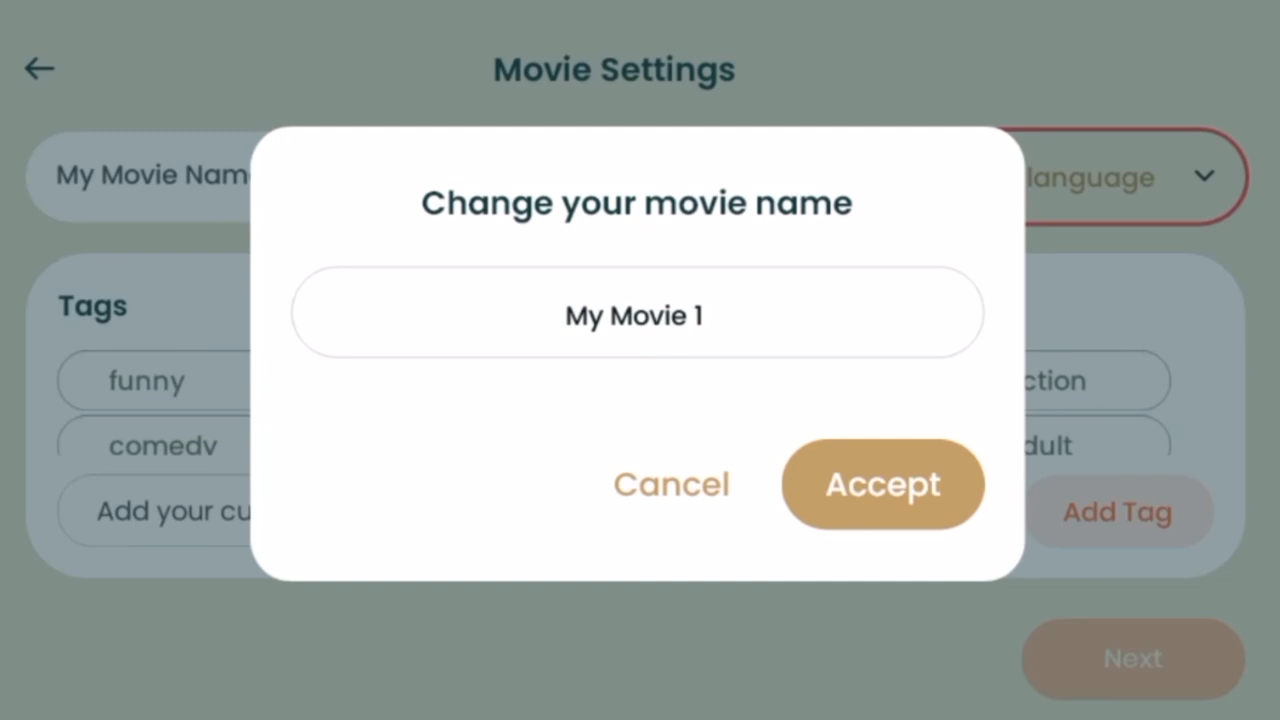 Movie Settings
My Movie Nam
language
Change your movie name
My Movie 1
Tags
funny
ction
comedy
dult
Cancel
Accept
Add your cu
Add Tag
Next